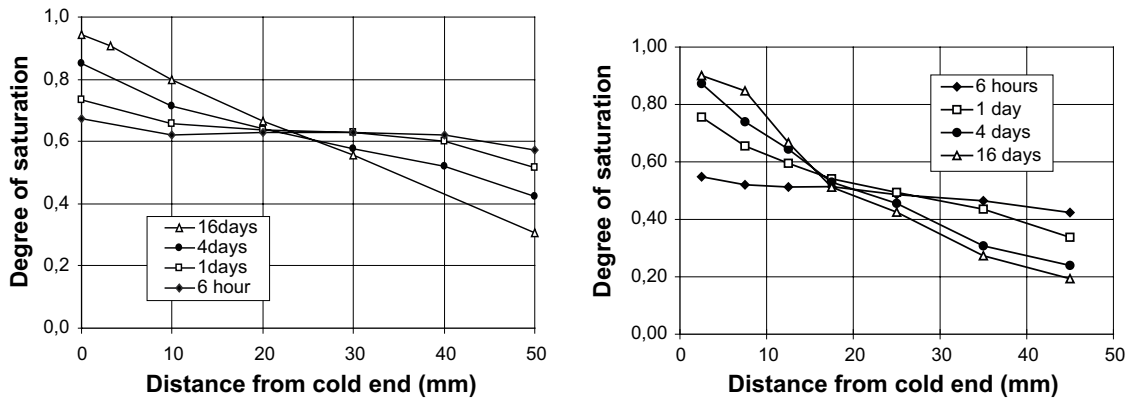 Degree of saturation
1,0
0,8
0,6
0,4
0,2
0,0
16days
4days
1days
6 hour
0 10 20 30 40 50
Distance from cold end (mm)
Degree of saturation
1,00
0,80
0,60
0,40
0,20
0,00
6 hours
1 day
4 days
16 days
0 10 20 30 40 50
Distance from cold end (mm)